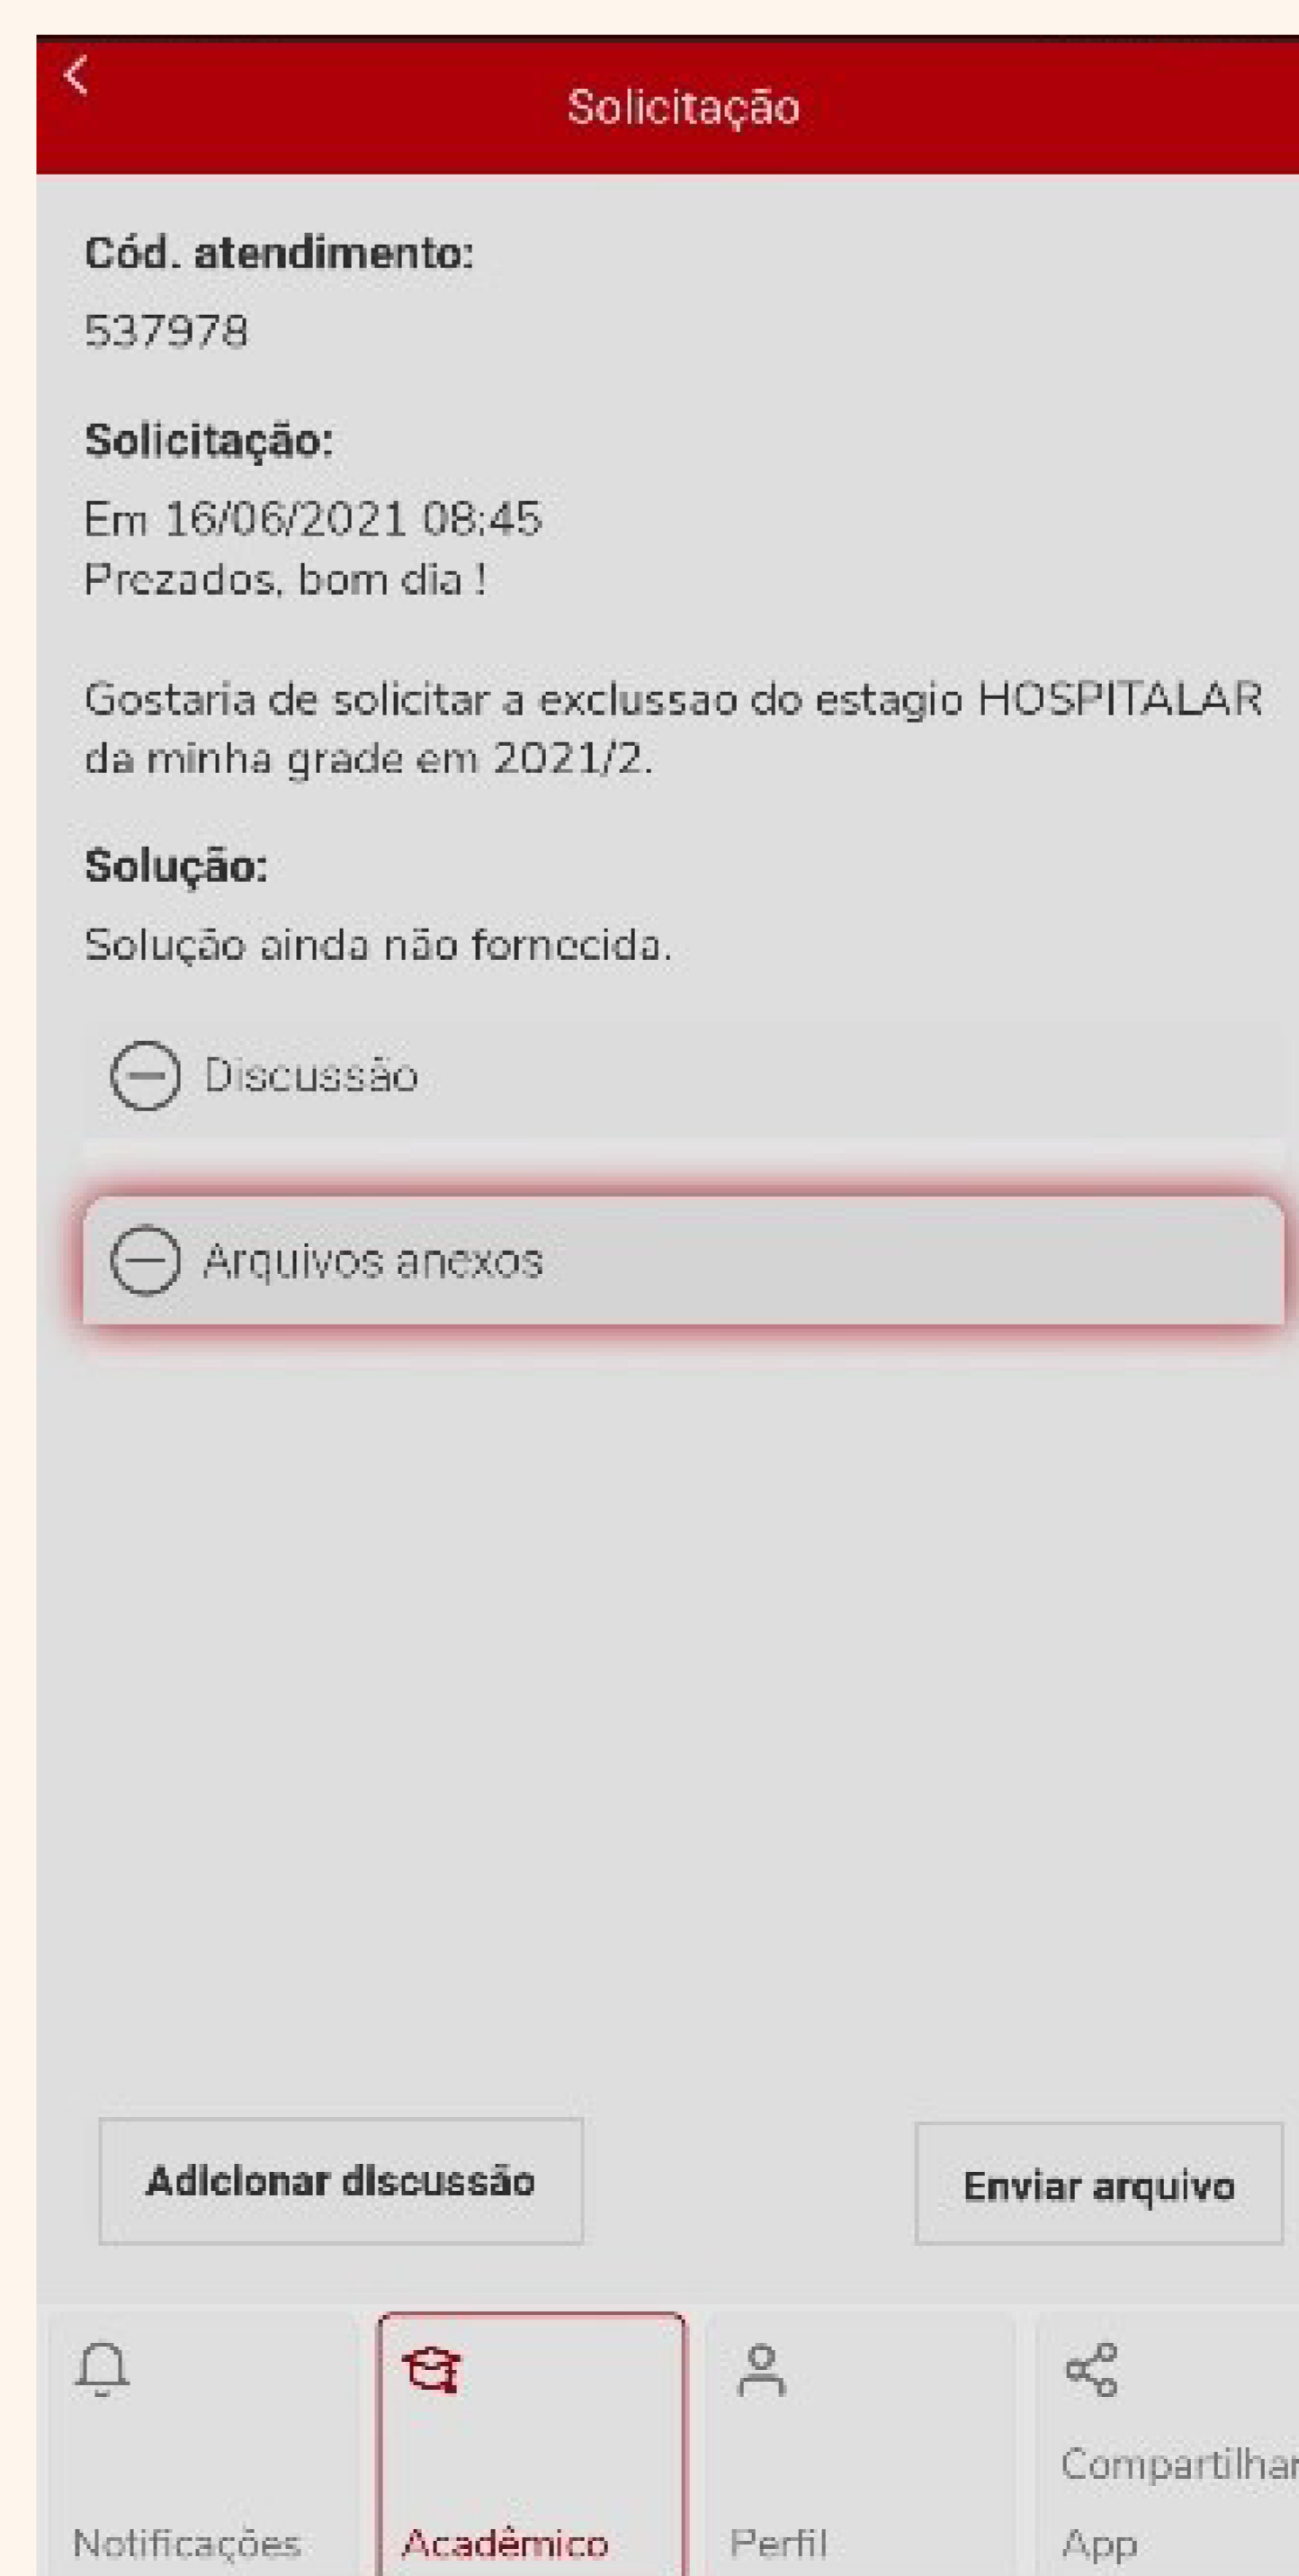 Solicitação
Cód. atendimento:
537978
Solicitação:
Em 16/06/2021 08:45
Prezados, bom dia !
Gostaria de solicitar a exclussao do estagio HOSPITALAR
da minha grade em 2021/2.
Solução:
Solução ainda não fornecida.
Discussão
Arquivos anexos
Adicionar discussão
Enviar arquivo
Notificações
Acadêmico
Perfil
Compartilhar
App